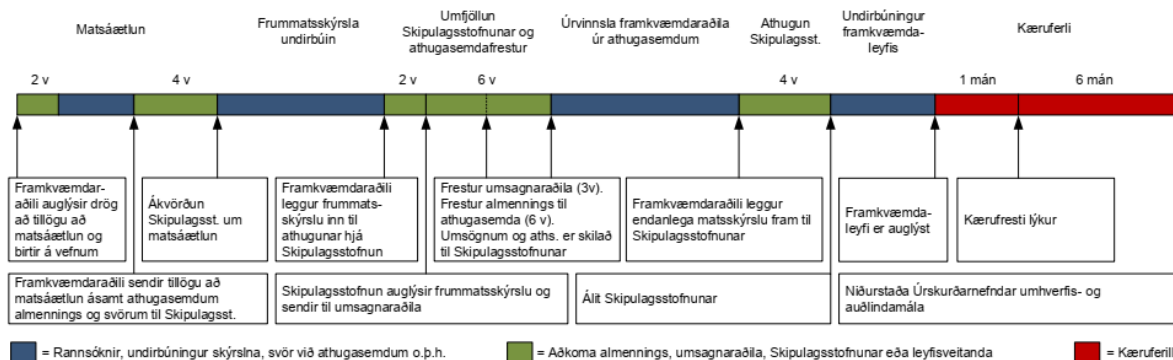 Matsáætlun
Frummatsskýrsla
undirbúin
Umfjöllun
Skipulagsstofnunar og
athugasemdafrestur
Úrvinnsla framkvæmdaraðila
úr athugasemdum
Athugun
Skipulagsst.
Undirbúningur
framkvæmda-
leyfis
Kæruferli
2 v
4 v
2 v
6 v
4 v
1 mán
6 mán
Framkvæmdar-
aðili auglýsir drög
að tillögu að
matsáætlun og
birtir á vefnum
Ákvörðun
Skipulagsst. um
matsáætlun
Framkvæmdaraðili
leggur frummats-
skýrslu inn til
athugunar hjá
Skipulagsstofnun
Frestur umsagnaraðila (3v).
Frestur almennings til
athugasemda (6 v).
Umsögnum og aths. er skilað
til Skipulagsstofnunar
Framkvæmdaraðili leggur
endanlega matsskýrslu fram til
Skipulagsstofnunar
Framkvæmda-
leyfi er auglýst
Kærufresti lýkur
Framkvæmdaraðili sendir tillögu að
matsáætlun ásamt athugasemdum
almennings og svörum til Skipulagsst.
Skipulagsstofnun auglýsir frummatsskýrslu og
sendir til umsagnaraðila
Álit Skipulagsstofnunar
Niðurstaða Úrskurðarnefndar umhverfis- og
auðlindamála
= Rannsóknir, undirbúningur skýrslna, svör við athugasemdum o.þ.h.
= Aðkoma almennings, umsagnaraðila, Skipulagsstofnunar eða leyfisveitanda
= Kæruferill